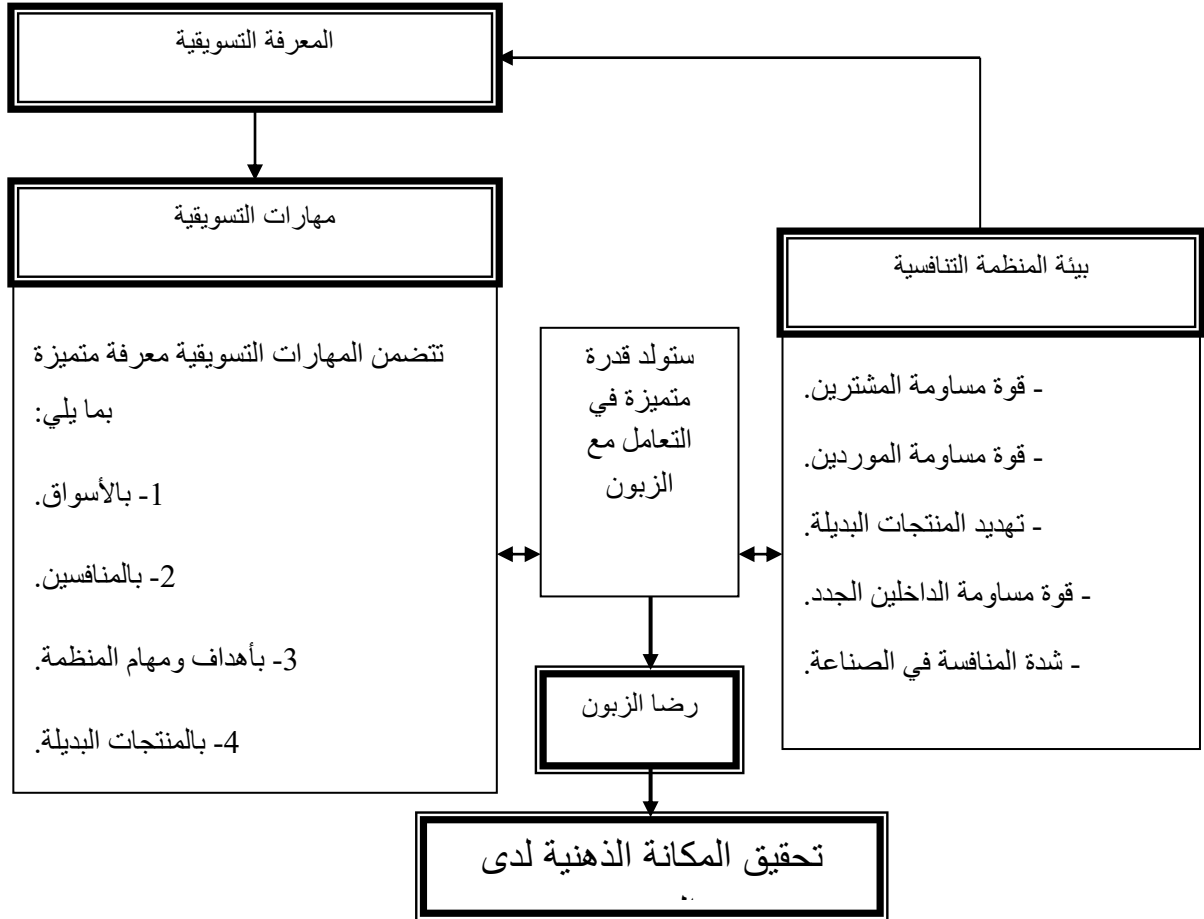 المعرفة التسويقية
مهارات التسويقية
تتضمن المهارات التسويقية معرفة متميزة
بما يلي:
1- بالأسواق.
2- بالمنافسين.
3- بأهداف ومهام المنظمة.
4- بالمنتجات البديلة.
ستولد قدرة
متميزة في
التعامل مع
الزبون
بيئة المنظمة التنافسية
- قوة مساومة المشترين.
- قوة مساومة الموردين.
- تهديد المنتجات البديلة.
- قوة مساومة الداخلين الجدد.
- شدة المنافسة في الصناعة.
رضا الزبون
تحقيق المكانة الذهنية لدى